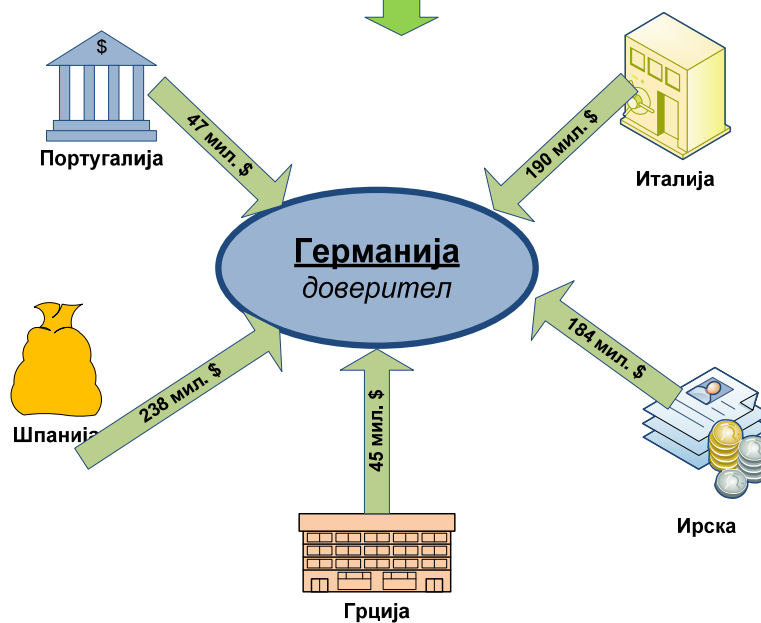 $
47 мил. $
190 мил. $
Португалија
Италија
Германија
доверител
184 мил. $
238 мил. $
45 мил. $
Шпанија
Ирска
Грција